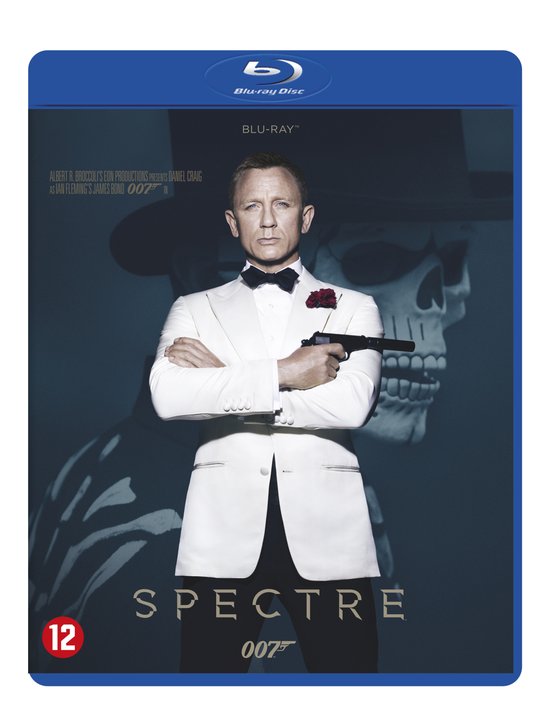 Blu-ray Disc
BLU-RAY™
ALBERT R. BROCCOLI'S EON PRODUCTIONS PRESENTS DANIEL CRAIG
AS IAN FLEMING'S JAMES BOND 007 IN
SPECTRE
12
007